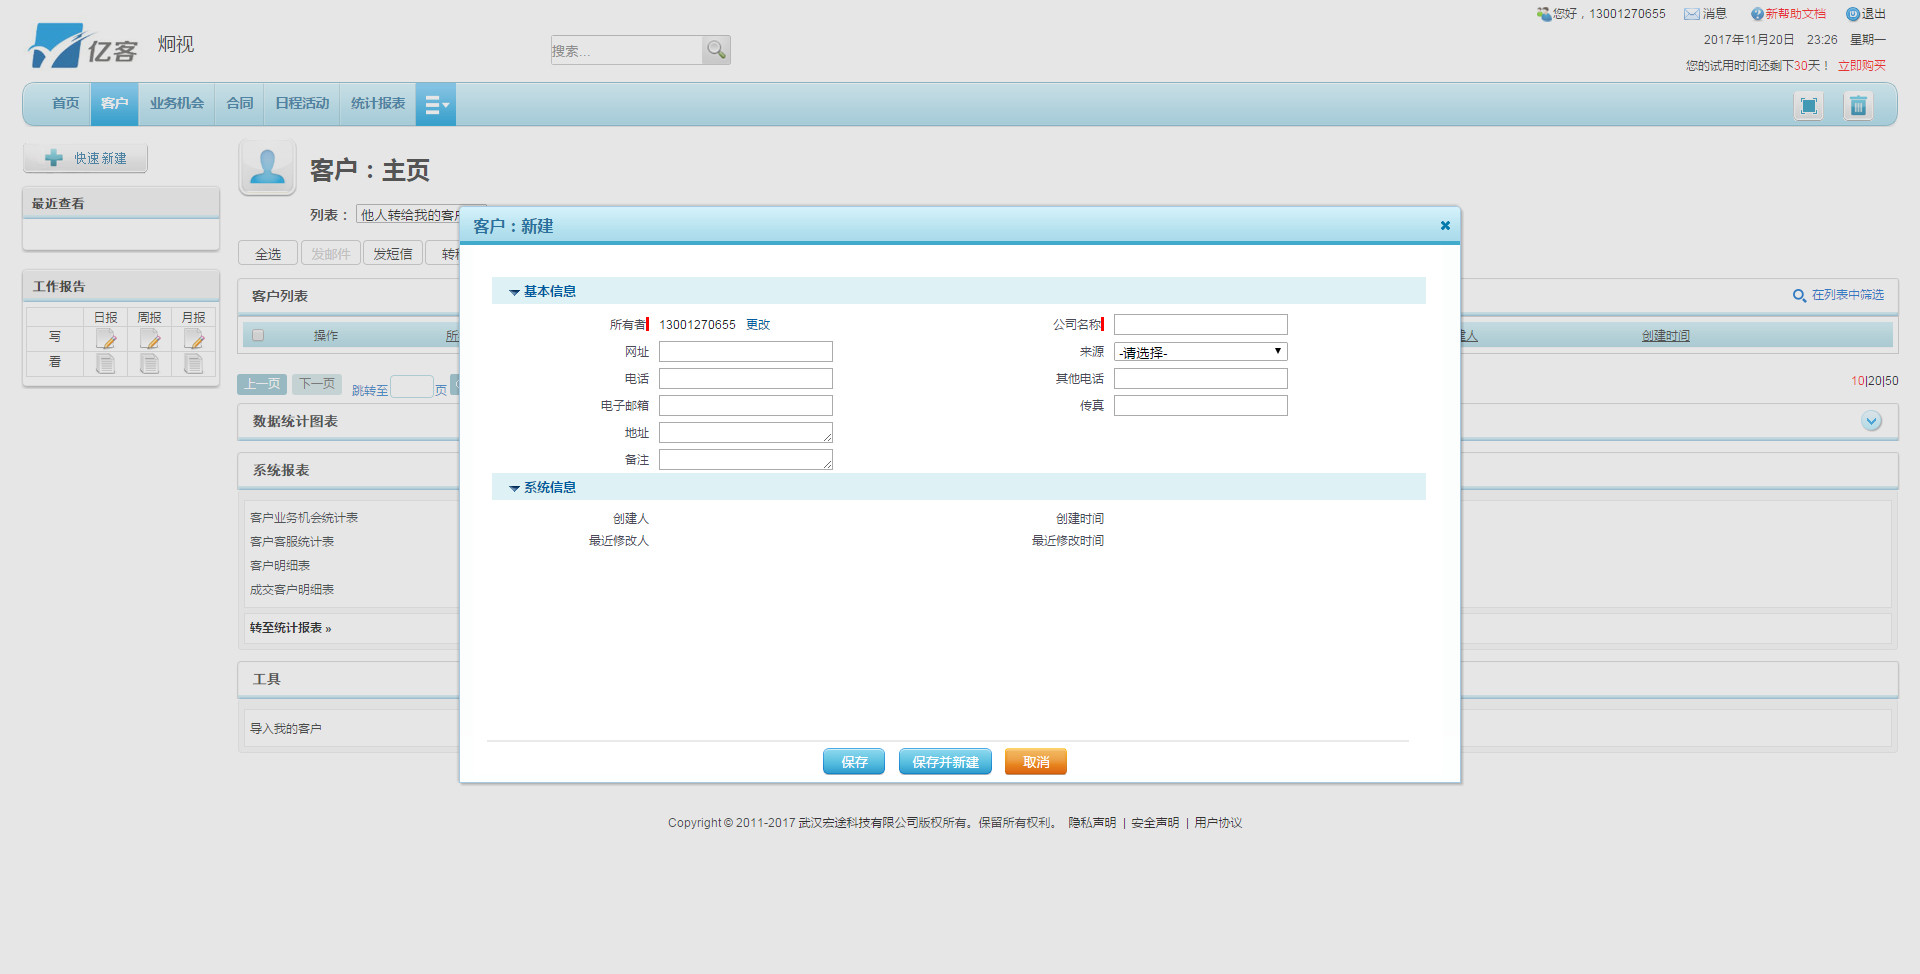 您好，13001270655 消息 新帮助文档 退出
亿客 炯视
搜索...
2017年11月20日 23:26 星期一
您的试用时间还剩下30天！ 立即购买
首页 客户 业务机会 合同 日程活动 统计报表
快速新建
客户：主页
最近查看
列表： 他人转给我的客户
客户：新建
全选 发邮件 发短信
工作报告
基本信息
客户列表
在列表中筛选
日报 周报 月报
写
看
所有者 13001270655 更改
公司名称
操作
创建时间
网址
来源 -请选择-
电话
其他电话
上一页 下一页 跳转至 页
10|20|50
电子邮箱
传真
数据统计图表
地址
备注
系统报表
系统信息
客户业务机会统计表
创建人
创建时间
客户客服统计表
最近修改人
最近修改时间
客户明细表
成交客户明细表
转至统计报表 »
工具
导入我的客户
保存 保存并新建 取消
Copyright © 2011-2017 武汉宏途科技有限公司版权所有。保留所有权利。 隐私声明 | 安全声明 | 用户协议